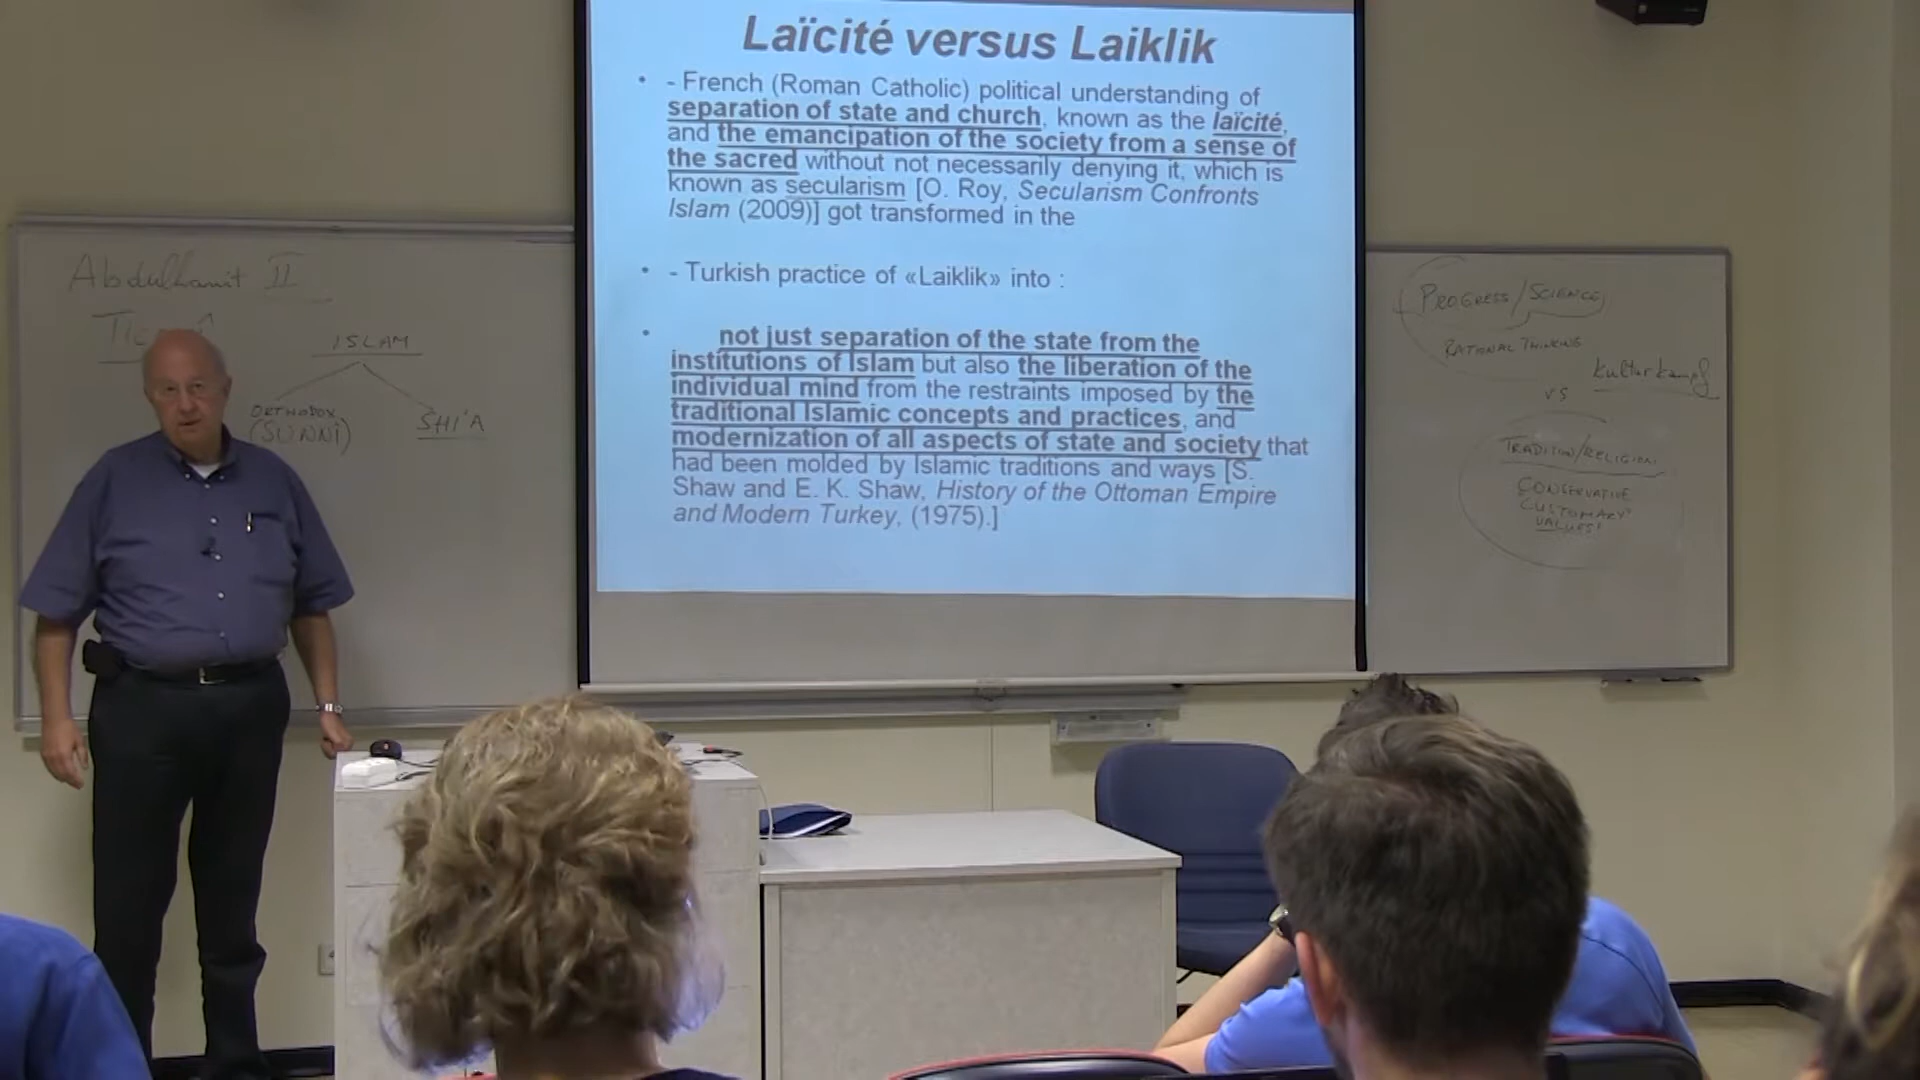 Laïcité versus Laiklik
• - French (Roman Catholic) political understanding of
separation of state and church, known as the laïcité,
and the emancipation of the society from a sense of
the sacred without not necessarily denying it, which is
known as secularism [O. Roy, Secularism Confronts
Islam (2009)] got transformed in the
• - Turkish practice of «Laiklik» into :
• not just separation of the state from the
institutions of Islam but also the liberation of the
individual mind from the restraints imposed by the
traditional Islamic concepts and practices, and
modernization of all aspects of state and society that
had been molded by Islamic traditions and ways [S.
Shaw and E. K. Shaw, History of the Ottoman Empire
and Modern Turkey, (1975).]
Abdulhamit II
ISLAM
ORTHODOX
(SUNNI)
SHI'A
PROGRESS/SCIENCE
RATIONAL THINKING
kulturkampf
VS
TRADITION/RELIGION
CONSERVATIVE
CUSTOMARY
VALUES